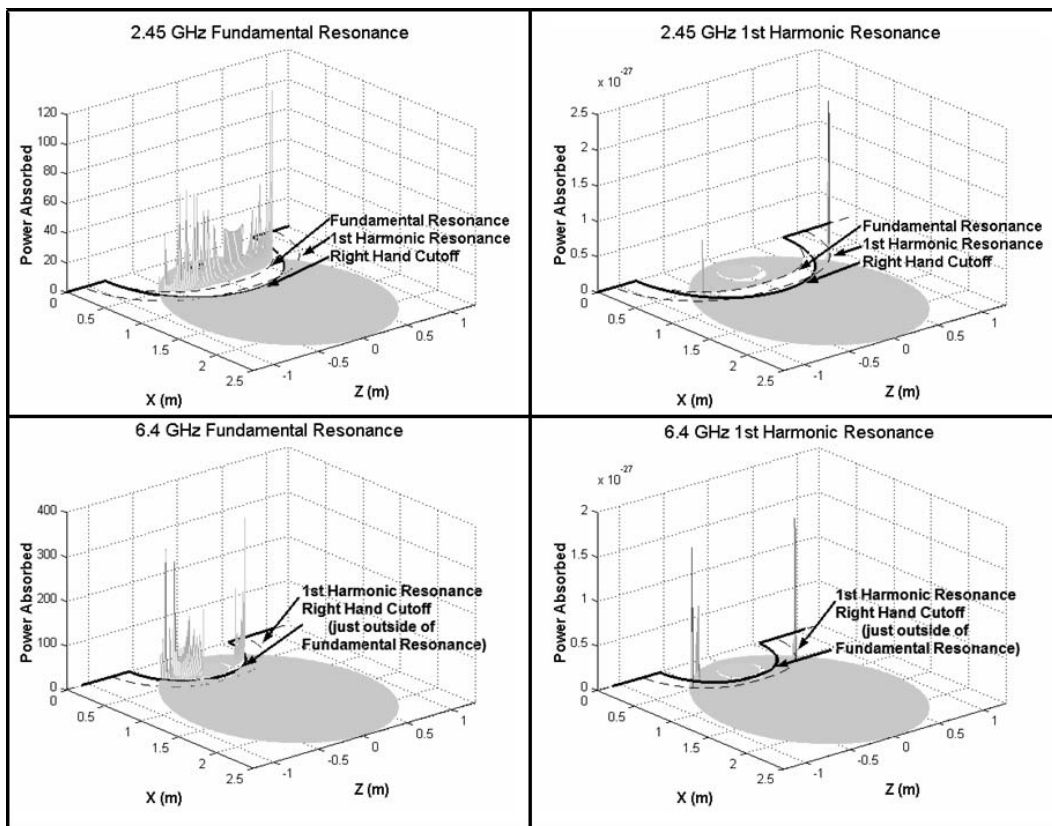 2.45 GHz Fundamental Resonance
Power Absorbed
120
100
80
60
40
20
0
Fundamental Resonance
1st Harmonic Resonance
Right Hand Cutoff
0
0.5
1
1.5
2
2.5
X (m)
-1
-0.5
0
0.5
1
Z (m)
2.45 GHz 1st Harmonic Resonance
x 10
-27
Power Absorbed
2.5
2
1.5
1
0.5
0
Fundamental Resonance
1st Harmonic Resonance
Right Hand Cutoff
0
0.5
1
1.5
2
2.5
X (m)
-1
-0.5
0
0.5
1
Z (m)
6.4 GHz Fundamental Resonance
Power Absorbed
400
300
200
100
0
1st Harmonic Resonance
Right Hand Cutoff
(just outside of
Fundamental Resonance)
0
0.5
1
1.5
2
2.5
X (m)
-1
-0.5
0
0.5
1
Z (m)
6.4 GHz 1st Harmonic Resonance
x 10
-27
Power Absorbed
2
1.5
1
0.5
0
1st Harmonic Resonance
Right Hand Cutoff
(just outside of
Fundamental Resonance)
0
0.5
1
1.5
2
2.5
X (m)
-1
-0.5
0
0.5
1
Z (m)